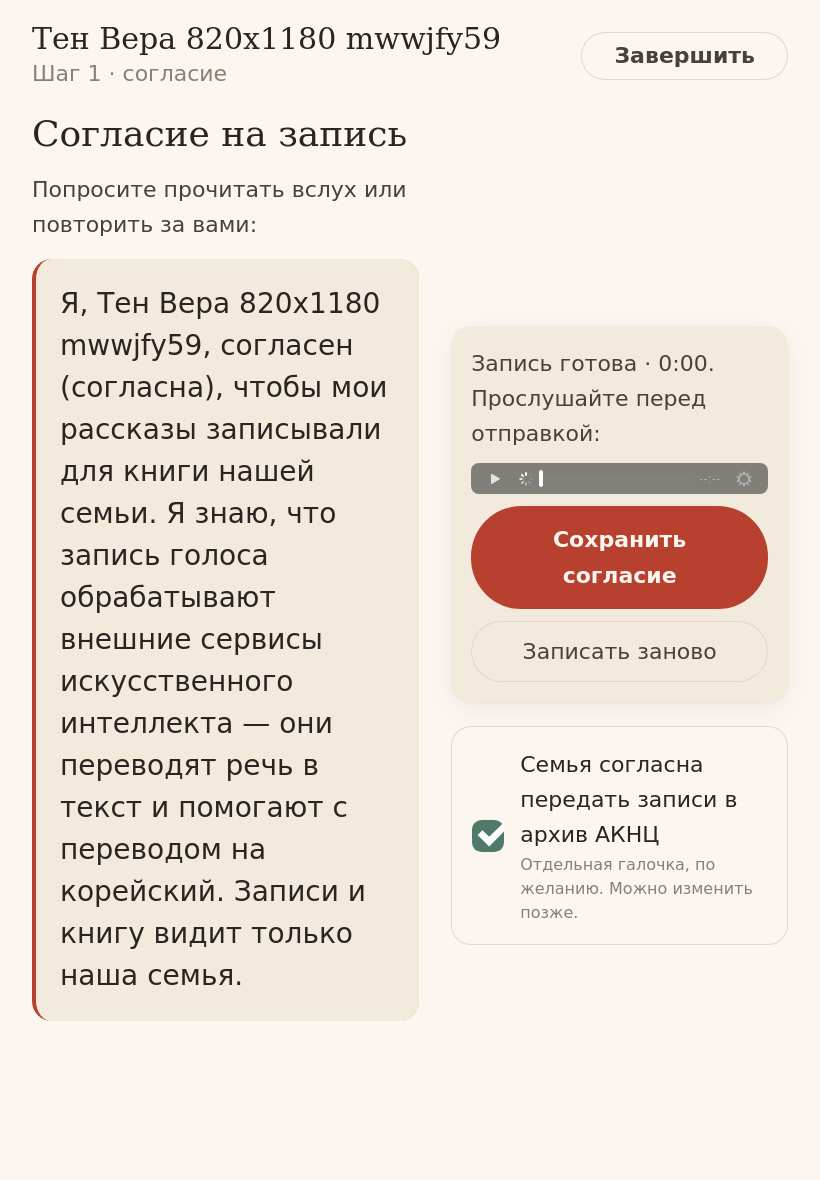 Тен Вера 820x1180 mwwjfy59
Шаг 1 · согласие
Завершить
Согласие на запись
Попросите прочитать вслух или
повторить за вами:
Я, Тен Вера 820x1180
mwwjfy59, согласен
(согласна), чтобы мои
рассказы записывали
для книги нашей
семьи. Я знаю, что
запись голоса
обрабатывают
внешние сервисы
искусственного
интеллекта — они
переводят речь в
текст и помогают с
переводом на
корейский. Записи и
книгу видит только
наша семья.
Запись готова · 0:00.
Прослушайте перед
отправкой:
--:--
Сохранить
согласие
Записать заново
Семья согласна
передать записи в
архив АКНЦ
Отдельная галочка, по
желанию. Можно изменить
позже.